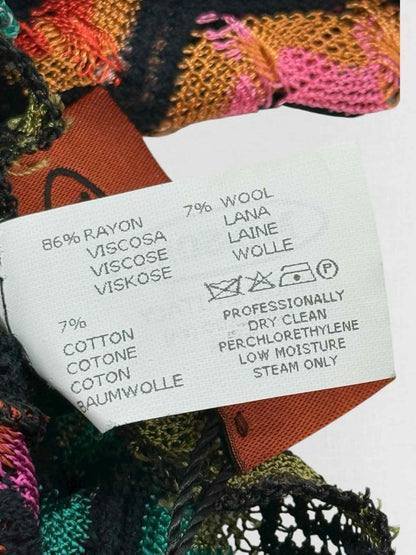 86% RAYON
VISCOSA
VISCOSE
VISKOSE
7% WOOL
LANA
LAINE
WOLLE
7%
COTTON
COTONE
COTON
BAUMWOLLE
P
PROFESSIONALLY
DRY CLEAN
PERCHLORETHYLENE
LOW MOISTURE
STEAM ONLY